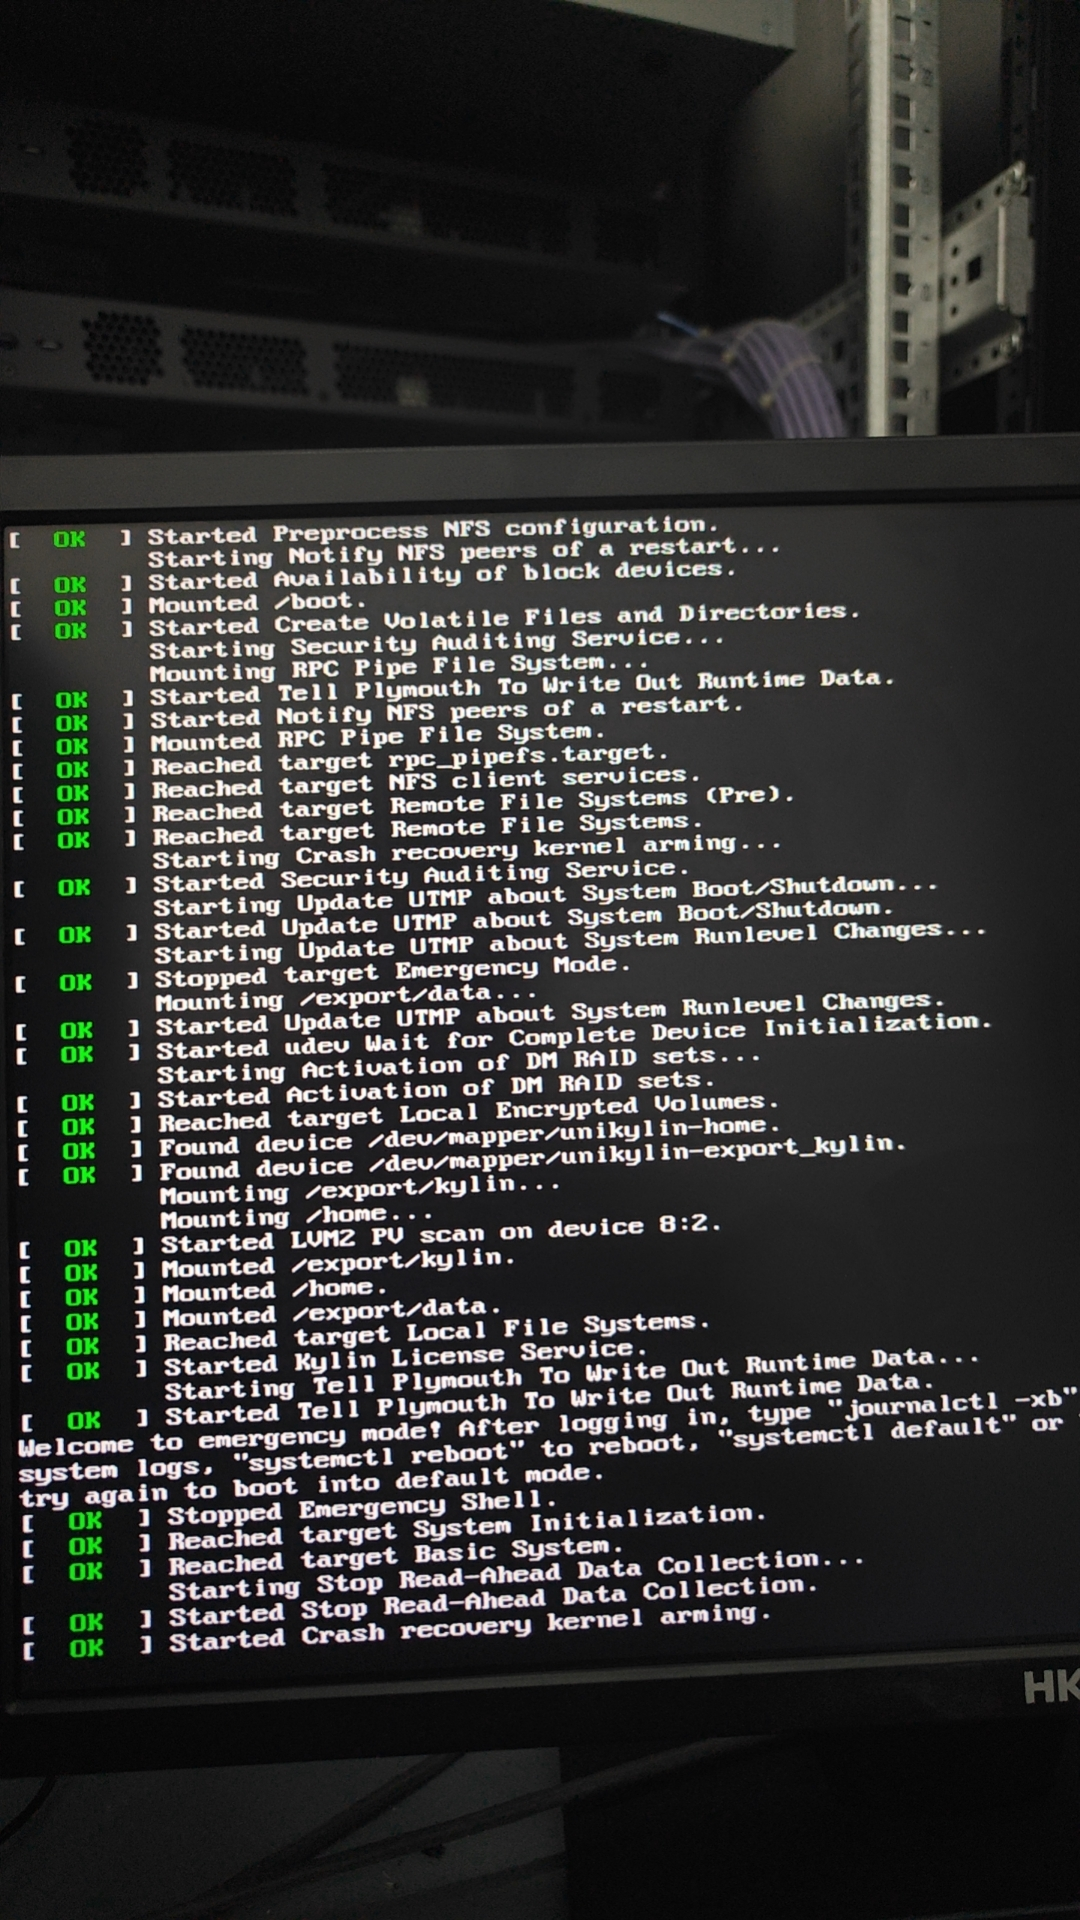 [  OK  ] Started Preprocess NFS configuration.
Starting Notify NFS peers of a restart...
[  OK  ] Started Availability of block devices.
[  OK  ] Mounted /boot.
[  OK  ] Started Create Volatile Files and Directories.
Starting Security Auditing Service...
Mounting RPC Pipe File System...
[  OK  ] Started Tell Plymouth To Write Out Runtime Data.
[  OK  ] Started Notify NFS peers of a restart.
[  OK  ] Mounted RPC Pipe File System.
[  OK  ] Reached target rpc_pipefs.target.
[  OK  ] Reached target NFS client services.
[  OK  ] Reached target Remote File Systems (Pre).
[  OK  ] Reached target Remote File Systems.
Starting Crash recovery kernel arming...
[  OK  ] Started Security Auditing Service.
Starting Update UTMP about System Boot/Shutdown...
[  OK  ] Started Update UTMP about System Boot/Shutdown.
Starting Update UTMP about System Runlevel Changes...
[  OK  ] Stopped target Emergency Mode.
Mounting /export/data...
[  OK  ] Started Update UTMP about System Runlevel Changes.
[  OK  ] Started udev Wait for Complete Device Initialization.
Starting Activation of DM RAID sets...
[  OK  ] Started Activation of DM RAID sets.
[  OK  ] Reached target Local Encrypted Volumes.
[  OK  ] Found device /dev/mapper/unikylin-home.
[  OK  ] Found device /dev/mapper/unikylin-export_kylin.
Mounting /export/kylin...
Mounting /home...
[  OK  ] Started LVM2 PV scan on device 8:2.
[  OK  ] Mounted /export/kylin.
[  OK  ] Mounted /home.
[  OK  ] Mounted /export/data.
[  OK  ] Reached target Local File Systems.
[  OK  ] Started Kylin License Service.
Starting Tell Plymouth To Write Out Runtime Data...
[  OK  ] Started Tell Plymouth To Write Out Runtime Data.
Welcome to emergency mode! After logging in, type "journalctl -xb"
system logs, "systemctl reboot" to reboot, "systemctl default" or
try again to boot into default mode.
[  OK  ] Stopped Emergency Shell.
[  OK  ] Reached target System Initialization.
[  OK  ] Reached target Basic System.
Starting Stop Read-Ahead Data Collection...
[  OK  ] Started Stop Read-Ahead Data Collection.
[  OK  ] Started Crash recovery kernel arming.
HK